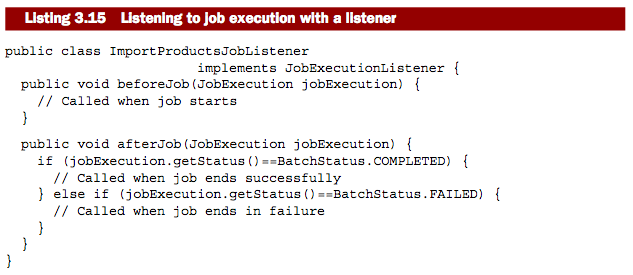 Listing 3.15 Listening to job execution with a listener
public class ImportProductsJobListener
implements JobExecutionListener {
public void beforeJob(JobExecution jobExecution) {
// Called when job starts
}
public void afterJob(JobExecution jobExecution) {
if (jobExecution.getStatus()==BatchStatus.COMPLETED) {
// Called when job ends successfully
} else if (jobExecution.getStatus()==BatchStatus.FAILED) {
// Called when job ends in failure
}
}
}